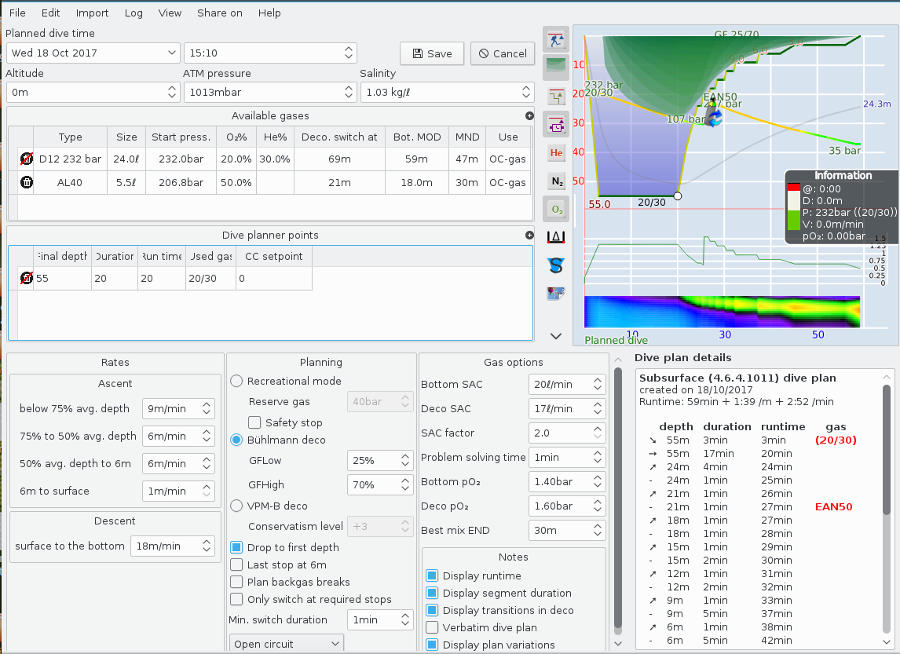 File Edit Import Log View Share on Help
Planned dive time
Wed 18 Oct 2017 15:10 Save Cancel
Altitude ATM pressure Salinity
0m 1013mbar 1.03 kg/ℓ
Available gases
Type Size Start press. O₂% He% Deco. switch at Bot. MOD MND Use
D12 232 bar 24.0ℓ 232.0bar 20.0% 30.0% 69m 59m 47m OC-gas
AL40 5.5ℓ 206.8bar 50.0% 21m 18.0m 30m OC-gas
Dive planner points
inal depth Duration Run time Used gas CC setpoint
55 20 20 20/30 0
He
N₂
O₂
GF 25/70
10
20
30
40
50
232 bar
20/30
EAN50
107 bar
24.3m
35 bar
55.0
20/30
Information
@: 0:00
D: 0.0m
P: 232bar ((20/30))
V: 0.0m/min
pO₂: 0.00bar
1.5
0.75
0.5
0.25
0
10 30 50
Planned dive
Rates
Ascent
below 75% avg. depth 9m/min
75% to 50% avg. depth 6m/min
50% avg. depth to 6m 6m/min
6m to surface 1m/min
Descent
surface to the bottom 18m/min
Planning
Recreational mode
Reserve gas 40bar
Safety stop
Bühlmann deco
GFLow 25%
GFHigh 70%
VPM-B deco
Conservatism level +3
Drop to first depth
Last stop at 6m
Plan backgas breaks
Only switch at required stops
Min. switch duration 1min
Open circuit
Gas options
Bottom SAC 20ℓ/min
Deco SAC 17ℓ/min
SAC factor 2.0
Problem solving time 1min
Bottom pO₂ 1.40bar
Deco pO₂ 1.60bar
Best mix END 30m
Notes
Display runtime
Display segment duration
Display transitions in deco
Verbatim dive plan
Display plan variations
Dive plan details
Subsurface (4.6.4.1011) dive plan
created on 18/10/2017
Runtime: 59min + 1:39 /m + 2:52 /min
depth duration runtime gas
➘ 55m 3min 3min (20/30)
➙ 55m 17min 20min
➚ 24m 4min 24min
- 24m 1min 25min
➚ 21m 1min 26min
- 21m 1min 27min EAN50
➚ 18m 1min 27min
- 18m 1min 28min
➚ 15m 1min 29min
- 15m 2min 30min
➚ 12m 1min 31min
- 12m 2min 32min
➚ 9m 1min 33min
- 9m 5min 37min
➚ 6m 1min 38min
- 6m 5min 42min